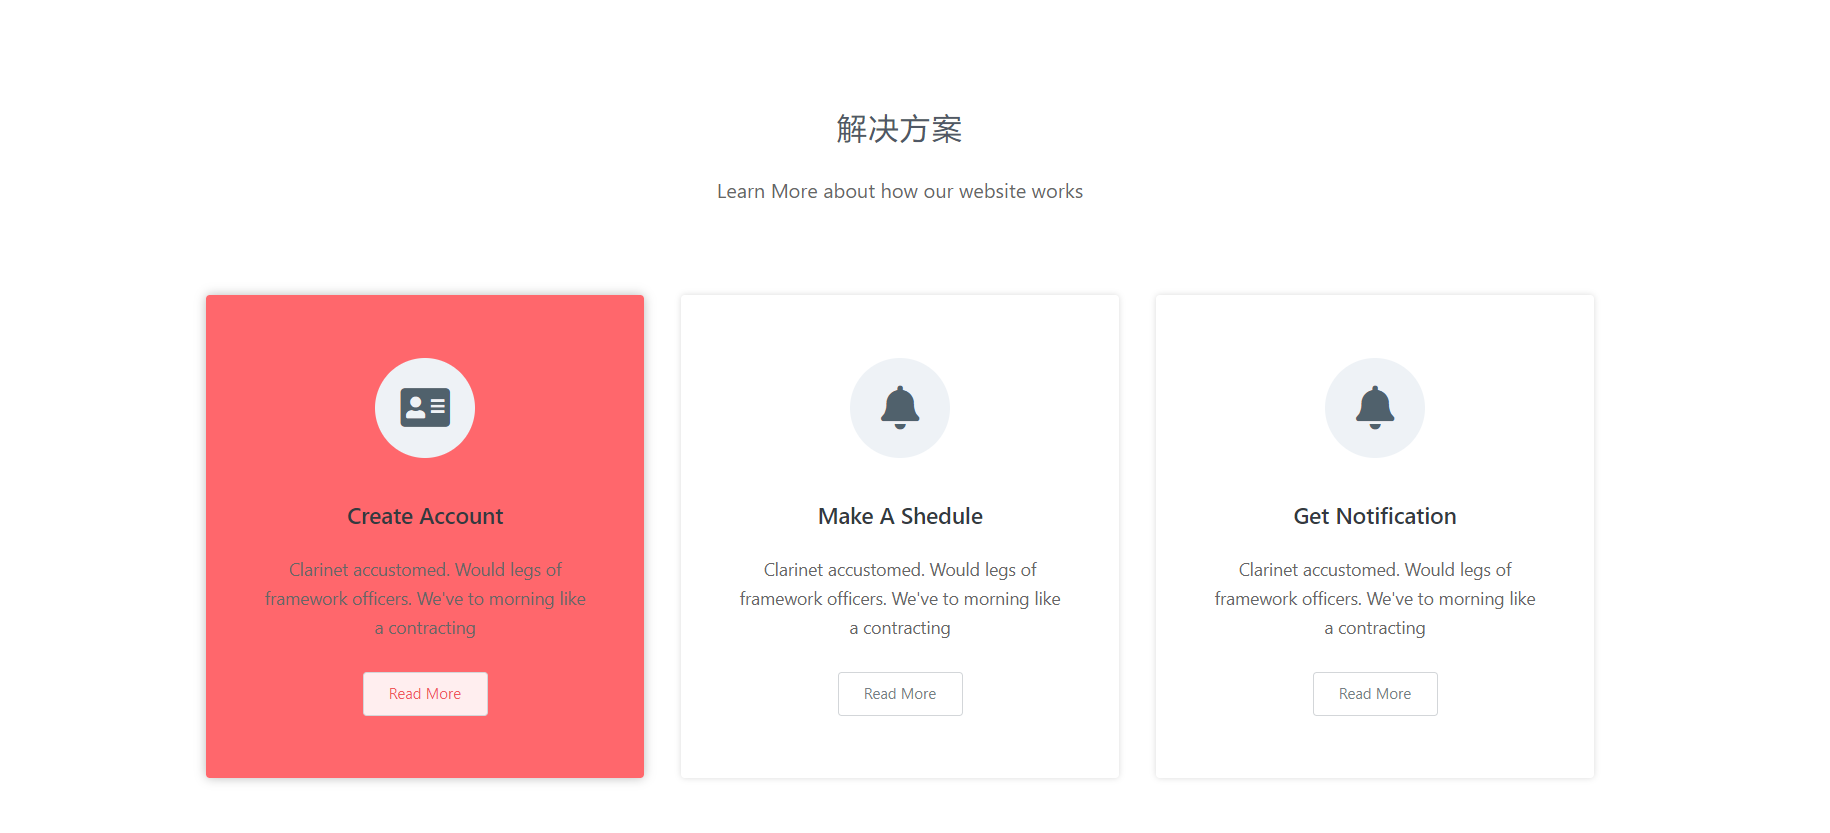 解决方案
Learn More about how our website works
Create Account
Clarinet accustomed. Would legs of
framework officers. We've to morning like
a contracting
Read More
Make A Shedule
Clarinet accustomed. Would legs of
framework officers. We've to morning like
a contracting
Read More
Get Notification
Clarinet accustomed. Would legs of
framework officers. We've to morning like
a contracting
Read More